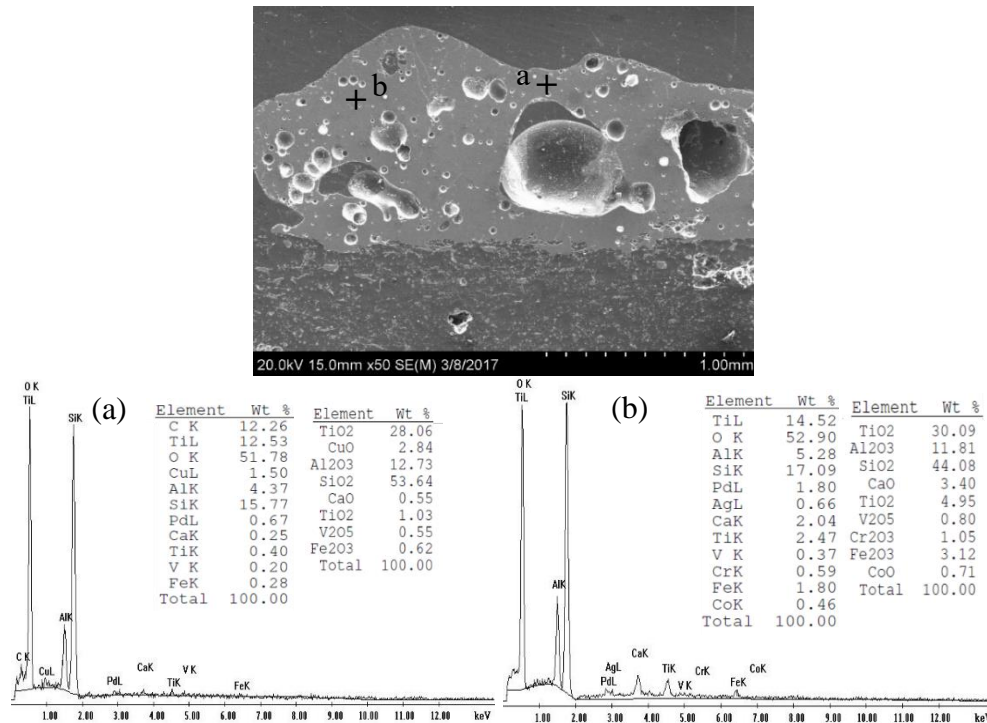 b
a
20.0kV 15.0mm x50 SE(M) 3/8/2017
1.00mm
(a)
O K
TiL
SiK
AlK
C K
CuL
PdL
CaK
TiK
V K
FeK
1.00 2.00 3.00 4.00 5.00 6.00 7.00 8.00 9.00 10.00 11.00 12.00 keV
Element Wt %
C K 12.26
TiL 12.53
O K 51.78
CuL 1.50
AlK 4.37
SiK 15.77
PdL 0.67
CaK 0.25
TiK 0.40
V K 0.20
FeK 0.28
Total 100.00
Element Wt %
TiO2 28.06
CuO 2.84
Al2O3 12.73
SiO2 53.64
CaO 0.55
TiO2 1.03
V2O5 0.55
Fe2O3 0.62
Total 100.00
(b)
O K
TiL
SiK
AlK
AgL
PdL
CaK
TiK
V K
CrK
FeK
CoK
1.00 2.00 3.00 4.00 5.00 6.00 7.00 8.00 9.00 10.00 11.00 12.00 keV
Element Wt %
TiL 14.52
O K 52.90
AlK 5.28
SiK 17.09
PdL 1.80
AgL 0.66
CaK 2.04
TiK 2.47
V K 0.37
CrK 0.59
FeK 1.80
CoK 0.46
Total 100.00
Element Wt %
TiO2 30.09
Al2O3 11.81
SiO2 44.08
CaO 3.40
TiO2 4.95
V2O5 0.80
Cr2O3 1.05
Fe2O3 3.12
CoO 0.71
Total 100.00